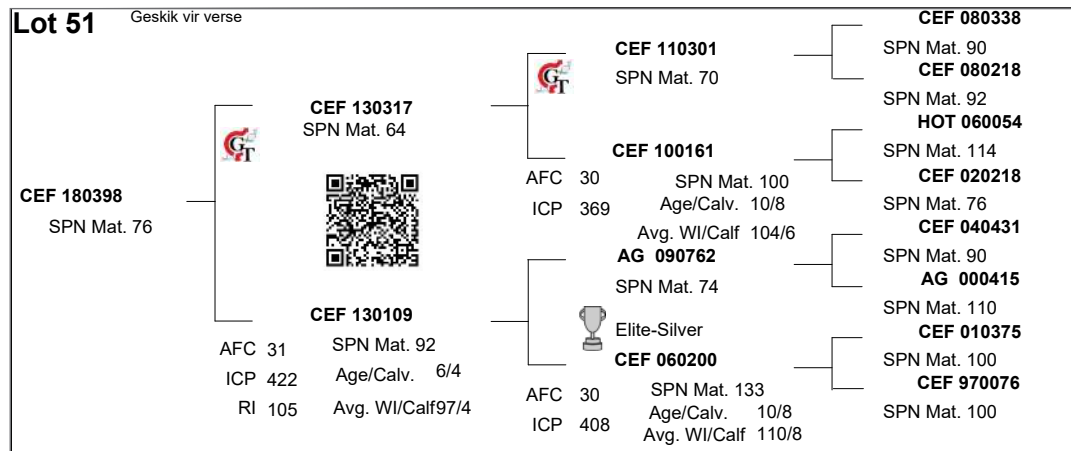 Lot 51 Geskik vir verse
CEF 180398
SPN Mat. 76
GT
CEF 130317
SPN Mat. 64
CEF 130109
AFC 31 SPN Mat. 92
ICP 422 Age/Calv. 6/4
RI 105 Avg. WI/Calf97/4
GT
CEF 110301
SPN Mat. 70
CEF 100161
AFC 30 SPN Mat. 100
ICP 369 Age/Calv. 10/8
Avg. WI/Calf 104/6
AG 090762
SPN Mat. 74
Elite-Silver
CEF 060200
AFC 30 SPN Mat. 133
ICP 408 Age/Calv. 10/8
Avg. WI/Calf 110/8
CEF 080338
SPN Mat. 90
CEF 080218
SPN Mat. 92
HOT 060054
SPN Mat. 114
CEF 020218
SPN Mat. 76
CEF 040431
SPN Mat. 90
AG 000415
SPN Mat. 110
CEF 010375
SPN Mat. 100
CEF 970076
SPN Mat. 100